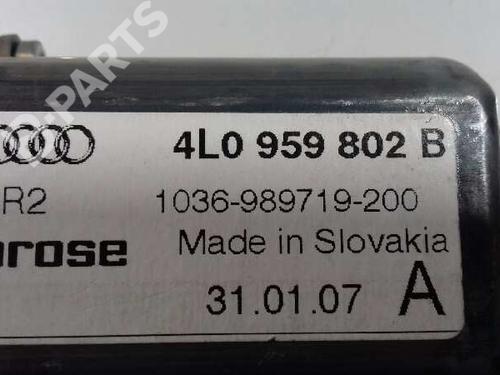 4L0 959 802 B
R2
1036-989719-200
rose
Made in Slovakia
31.01.07 A
PARTS